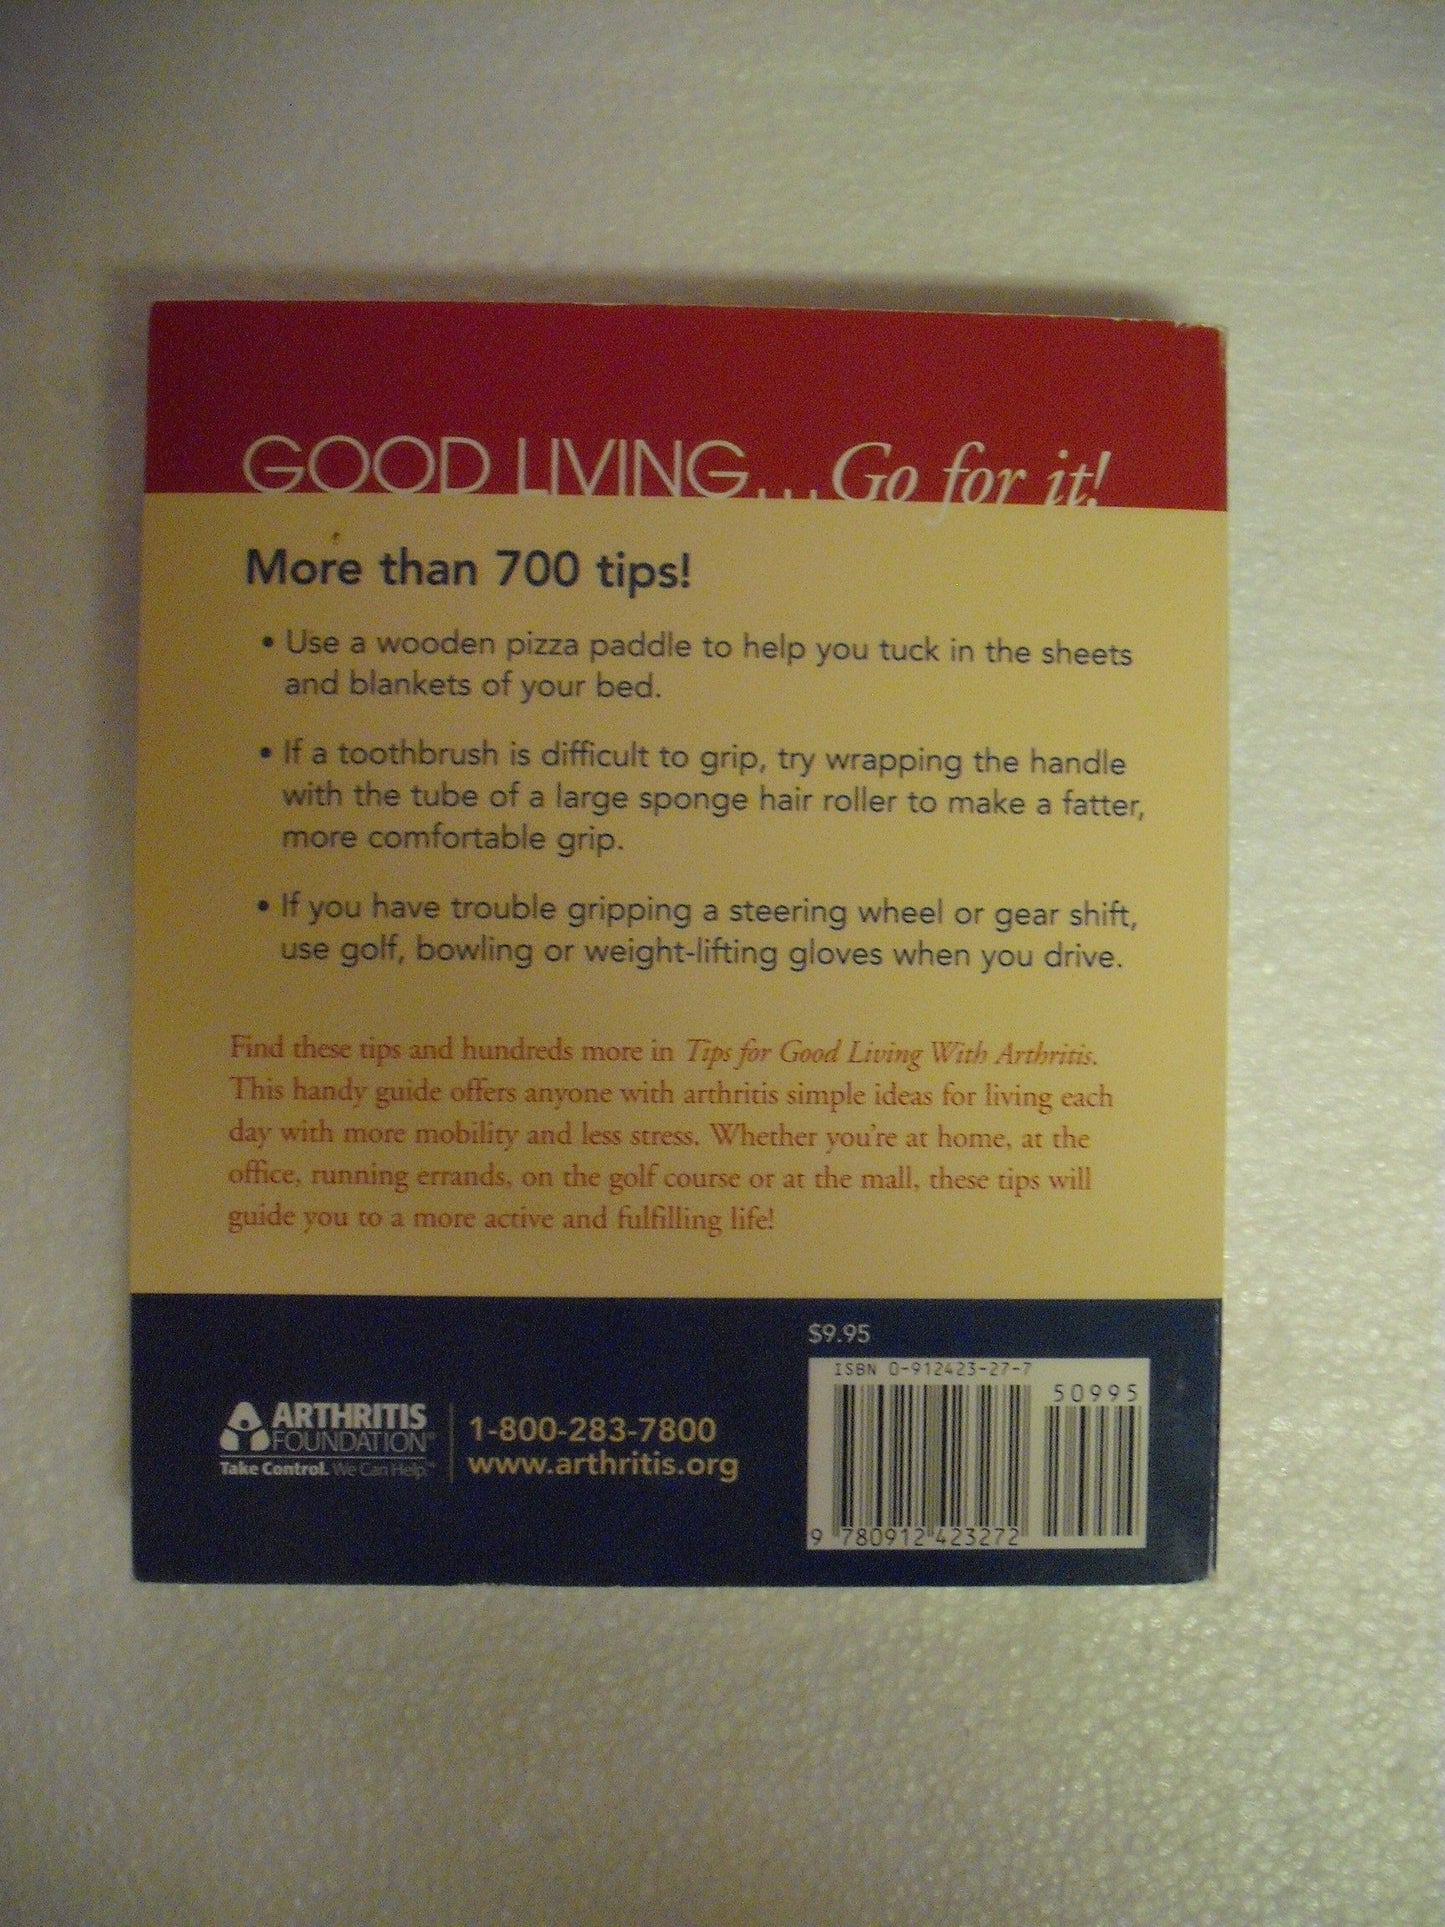 GOOD LIVING...Go for it!
More than 700 tips!
• Use a wooden pizza paddle to help you tuck in the sheets
and blankets of your bed.
• If a toothbrush is difficult to grip, try wrapping the handle
with the tube of a large sponge hair roller to make a fatter,
more comfortable grip.
• If you have trouble gripping a steering wheel or gear shift,
use golf, bowling or weight-lifting gloves when you drive.
Find these tips and hundreds more in Tips for Good Living With Arthritis.
This handy guide offers anyone with arthritis simple ideas for living each
day with more mobility and less stress. Whether you're at home, at the
office, running errands, on the golf course or at the mall, these tips will
guide you to a more active and fulfilling life!
$9.95
ISBN 0-912423-27-7
50995
9 780912 423272
ARTHRITIS
FOUNDATION®
Take Control. We Can Help.™
1-800-283-7800
www.arthritis.org